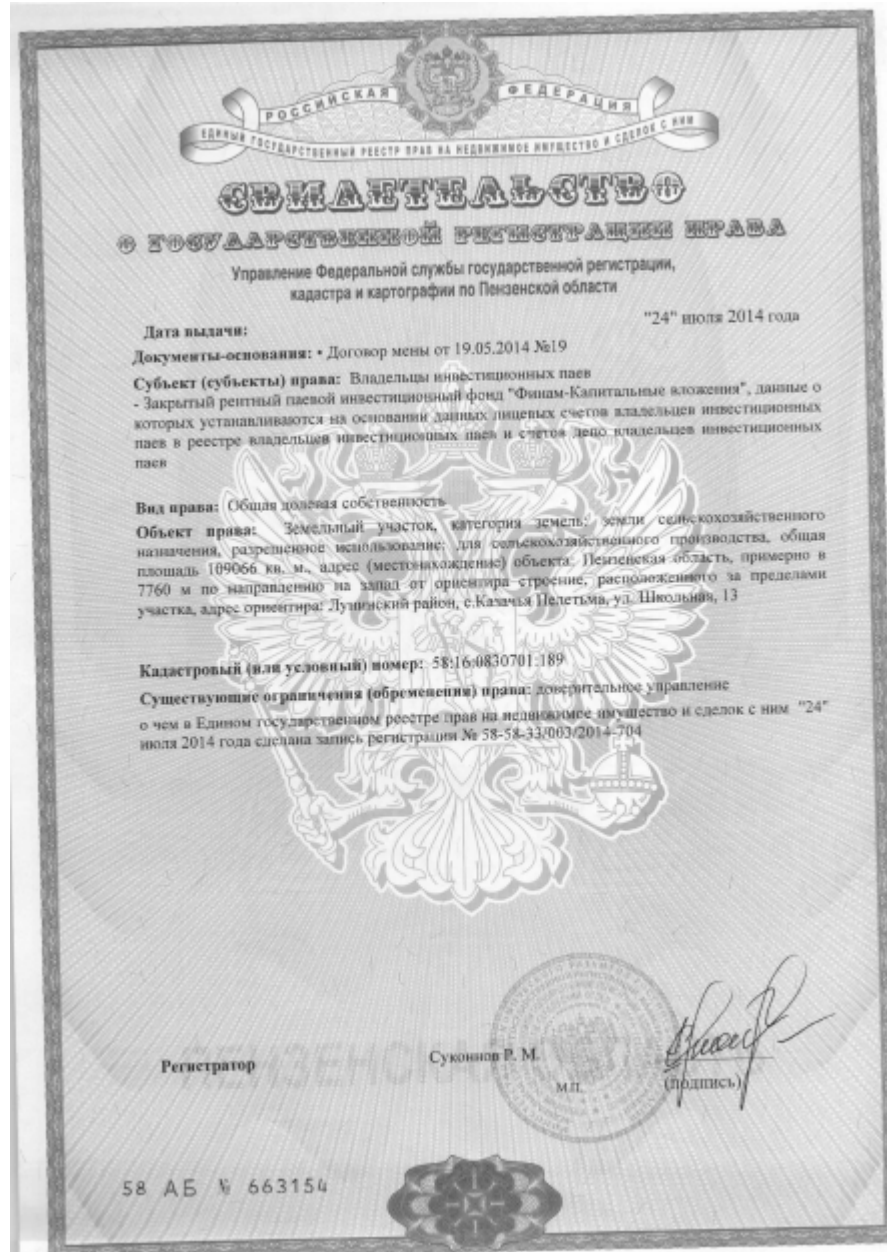 РОССИЙСКАЯ ФЕДЕРАЦИЯ
ЕДИНЫЙ ГОСУДАРСТВЕННЫЙ РЕЕСТР ПРАВ НА НЕДВИЖИМОЕ ИМУЩЕСТВО И СДЕЛОК С НИМ
СВИДЕТЕЛЬСТВО
О ГОСУДАРСТВЕННОЙ РЕГИСТРАЦИИ ПРАВА
Управление Федеральной службы государственной регистрации,
кадастра и картографии по Пензенской области
Дата выдачи: "24" июля 2014 года
Документы-основания: • Договор мены от 19.05.2014 №19
Субъект (субъекты) права: Владельцы инвестиционных паев
- Закрытый рентный паевой инвестиционный фонд "Финам-Капитальные вложения", данные о
которых устанавливаются на основании данных лицевых счетов владельцев инвестиционных
паев в реестре владельцев инвестиционных паев и счетов депо владельцев инвестиционных
паев
Вид права: Общая долевая собственность
Объект права: Земельный участок, категория земель: земли сельскохозяйственного
назначения, разрешенное использование: для сельскохозяйственного производства, общая
площадь 109066 кв. м., адрес (местонахождение) объекта: Пензенская область, примерно в
7760 м по направлению на запад от ориентира строение, расположенного за пределами
участка, адрес ориентира: Лунинский район, с.Казачья Пелетьма, ул. Школьная, 13
Кадастровый (или условный) номер: 58:16:0830701:189
Существующие ограничения (обременения) права: доверительное управление
о чем в Едином государственном реестре прав на недвижимое имущество и сделок с ним "24"
июля 2014 года сделана запись регистрации № 58-58-33/003/2014-704
Регистратор Суконнов Р. М.
М.П. (подпись)
58 АБ № 663154